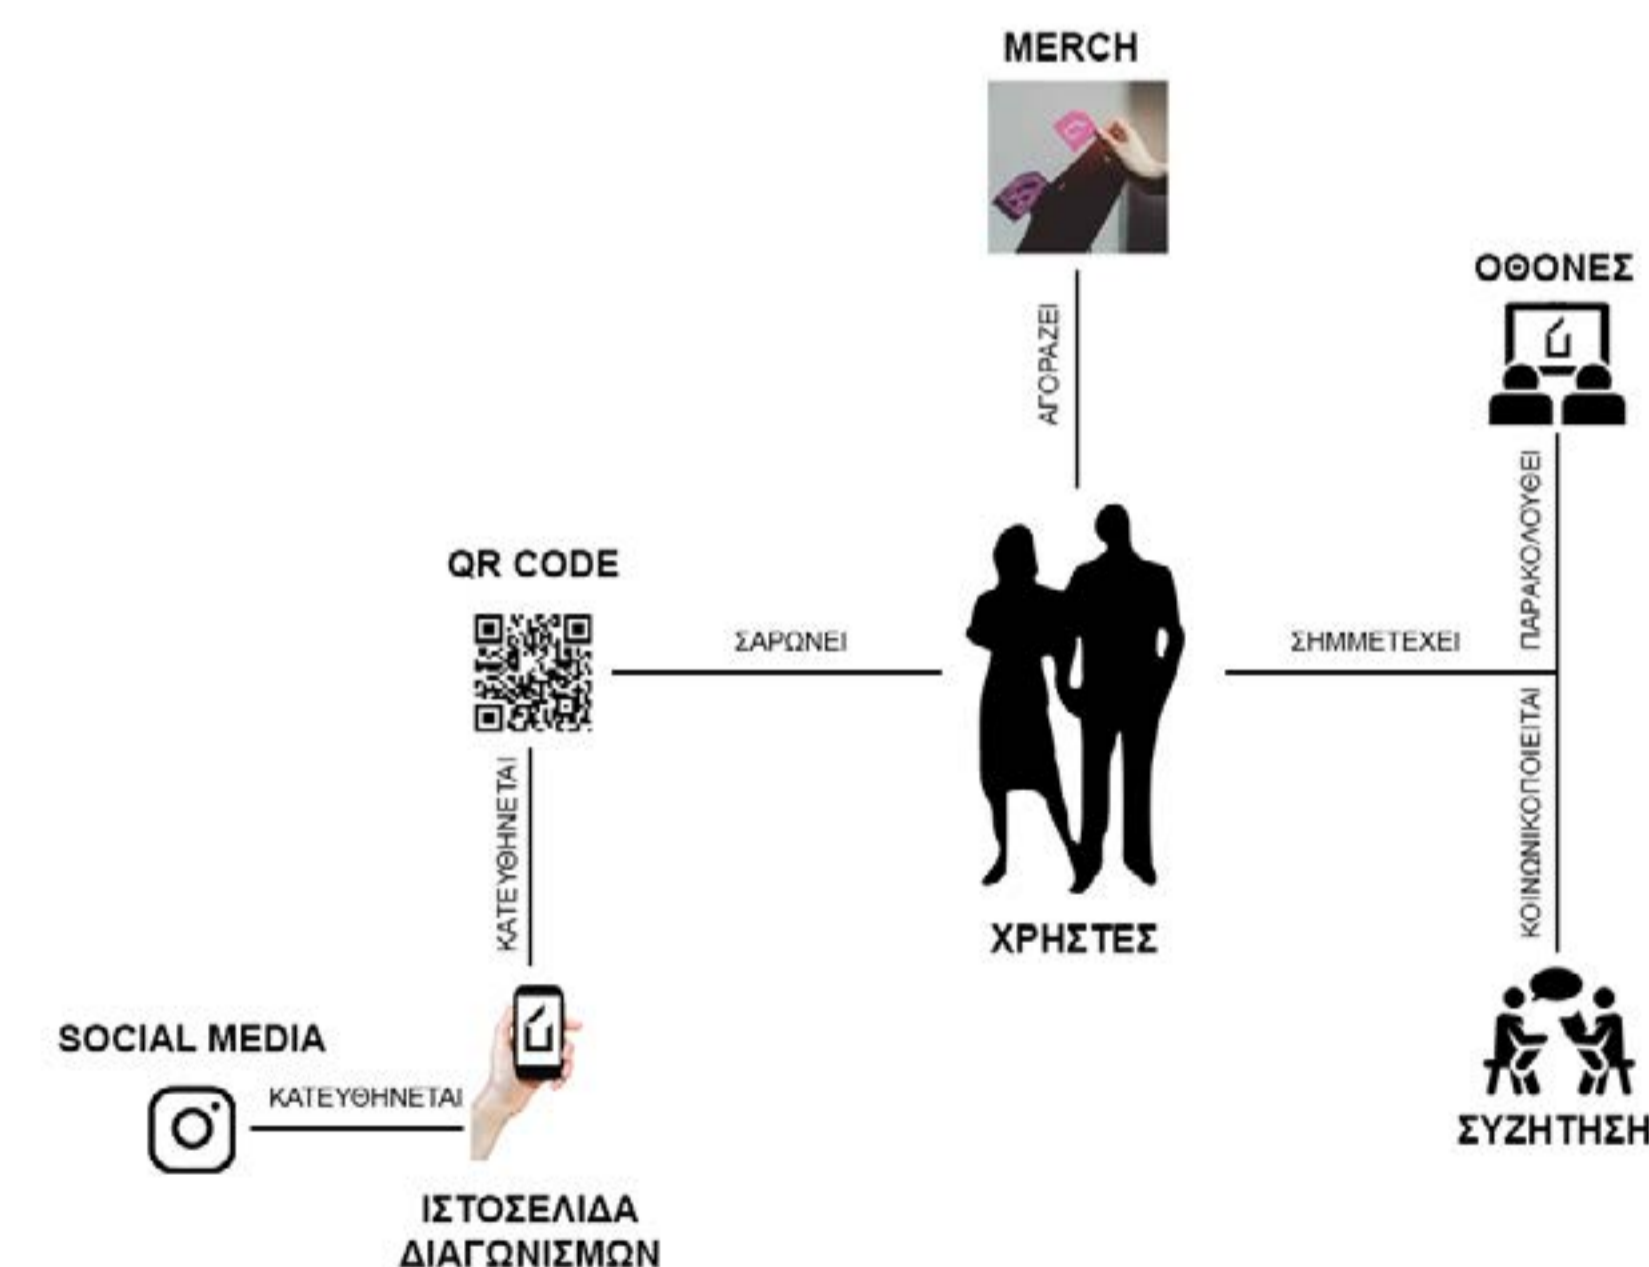 MERCH
ΑΓΟΡΑΖΕΙ
ΟΘΟΝΕΣ
ΠΑΡΑΚΟΛΟΥΘΕΙ
QR CODE
ΣΑΡΩΝΕΙ
ΣΗΜΜΕΤΕΧΕΙ
ΚΟΙΝΩΝΙΚΟΠΟΙΕΙΤΑΙ
ΚΑΤΕΥΘΗΝΕΤΑΙ
ΧΡΗΣΤΕΣ
SOCIAL MEDIA
ΚΑΤΕΥΘΗΝΕΤΑΙ
ΣΥΖΗΤΗΣΗ
ΙΣΤΟΣΕΛΙΔΑ
ΔΙΑΓΩΝΙΣΜΩΝ